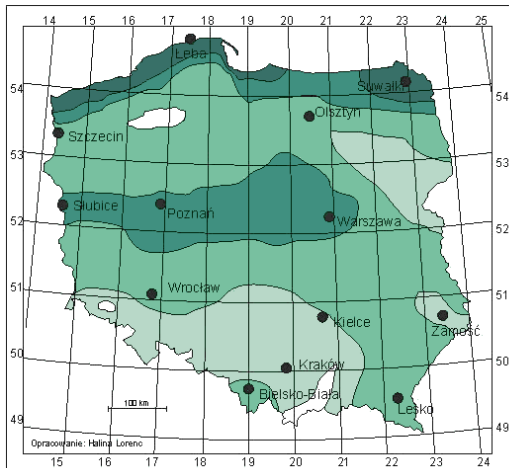 14 15 16 17 18 19 20 21 22 23 24 25
Łeba
54
Suwałki
54
Olsztyn
Szczecin
53
53
Słubice
Poznań
Warszawa
52
52
Wrocław
51
51
Kielce
Zamość
50
Kraków
50
Bielsko-Biała
Lesko
49
100 km
49
Opracowanie: Halina Lorenc
15 16 17 18 19 20 21 22 23 24